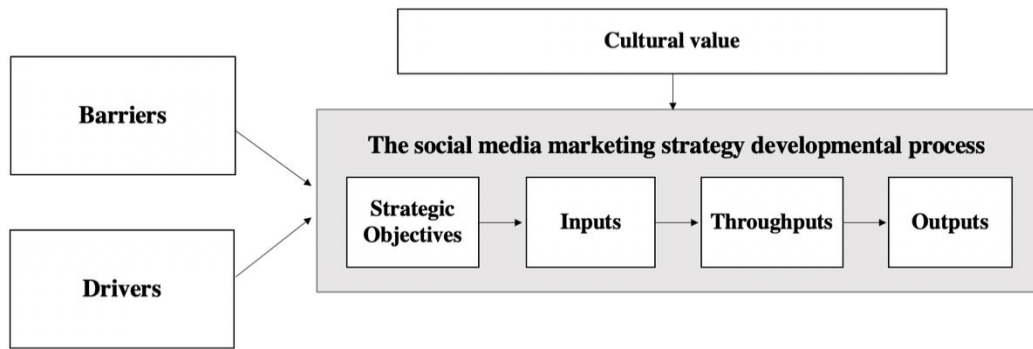 Cultural value
Barriers
The social media marketing strategy developmental process
Strategic
Objectives
Inputs
Throughputs
Outputs
Drivers